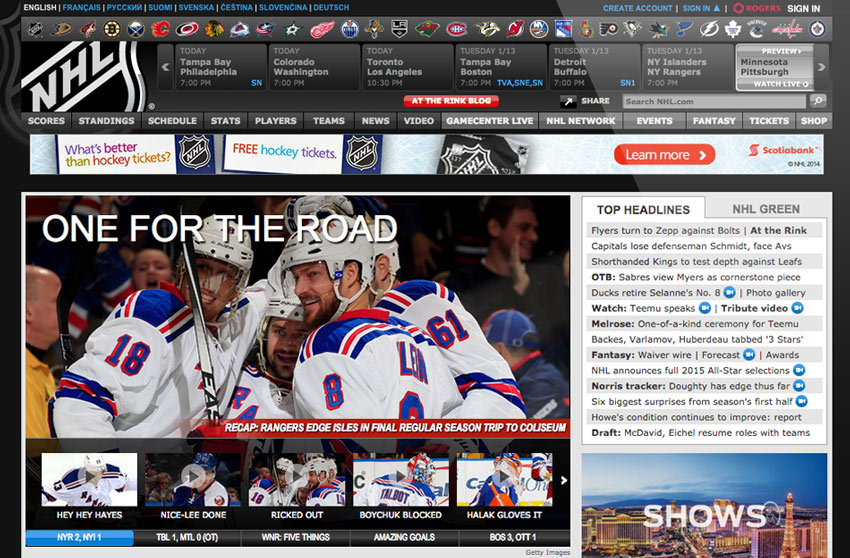 ENGLISH | FRANÇAIS | РУССКИЙ | SUOMI | SVENSKA | ČEŠTINA | SLOVENČINA | DEUTSCH
CREATE ACCOUNT | SIGN IN | ROGERS SIGN IN
TODAY TODAY TODAY TUESDAY 1/13 TUESDAY 1/13 TUESDAY 1/13 PREVIEW
Tampa Bay Colorado Toronto Tampa Bay Detroit NY Islanders Minnesota
Philadelphia Washington Los Angeles Boston Buffalo NY Rangers Pittsburgh
7:00 PM SN 7:00 PM 10:30 PM 7:00 PM TVA,SNE,SN 7:00 PM SN1 7:00 PM WATCH LIVE
NHL
AT THE RINK BLOG SHARE Search NHL.com
SCORES STANDINGS SCHEDULE STATS PLAYERS TEAMS NEWS VIDEO GAMECENTER LIVE NHL NETWORK EVENTS FANTASY TICKETS SHOP
What's better
than hockey tickets?
NHL
FREE hockey tickets.
NHL
NHL
Learn more
Scotiabank
© NHL 2014
ONE FOR THE ROAD
18
8
61
RECAP: RANGERS EDGE ISLES IN FINAL REGULAR SEASON TRIP TO COLISEUM
TALBOT
HEY HEY HAYES NICE-LEE DONE RICKED OUT BOYCHUK BLOCKED HALAK GLOVES IT
NYR 2, NYI 1 TBL 1, MTL 0 (OT) WNR: FIVE THINGS AMAZING GOALS BOS 3, OTT 1
Getty Images
TOP HEADLINES NHL GREEN
Flyers turn to Zepp against Bolts | At the Rink
Capitals lose defenseman Schmidt, face Avs
Shorthanded Kings to test depth against Leafs
OTB: Sabres view Myers as cornerstone piece
Ducks retire Selanne's No. 8 | Photo gallery
Watch: Teemu speaks | Tribute video
Melrose: One-of-a-kind ceremony for Teemu
Backes, Varlamov, Huberdeau tabbed '3 Stars'
Fantasy: Waiver wire | Forecast | Awards
NHL announces full 2015 All-Star selections
Norris tracker: Doughty has edge thus far
Six biggest surprises from season's first half
Howe's condition continues to improve: report
Draft: McDavid, Eichel resume roles with teams
SHOWS